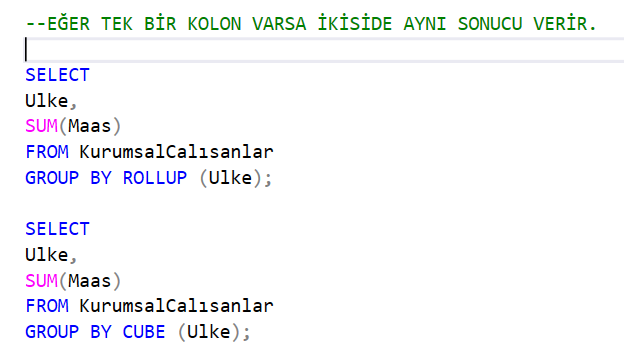 --EĞER TEK BİR KOLON VARSA İKİSİDE AYNI SONUCU VERİR.
SELECT
Ulke,
SUM(Maas)
FROM KurumsalCalısanlar
GROUP BY ROLLUP (Ulke);
SELECT
Ulke,
SUM(Maas)
FROM KurumsalCalısanlar
GROUP BY CUBE (Ulke);